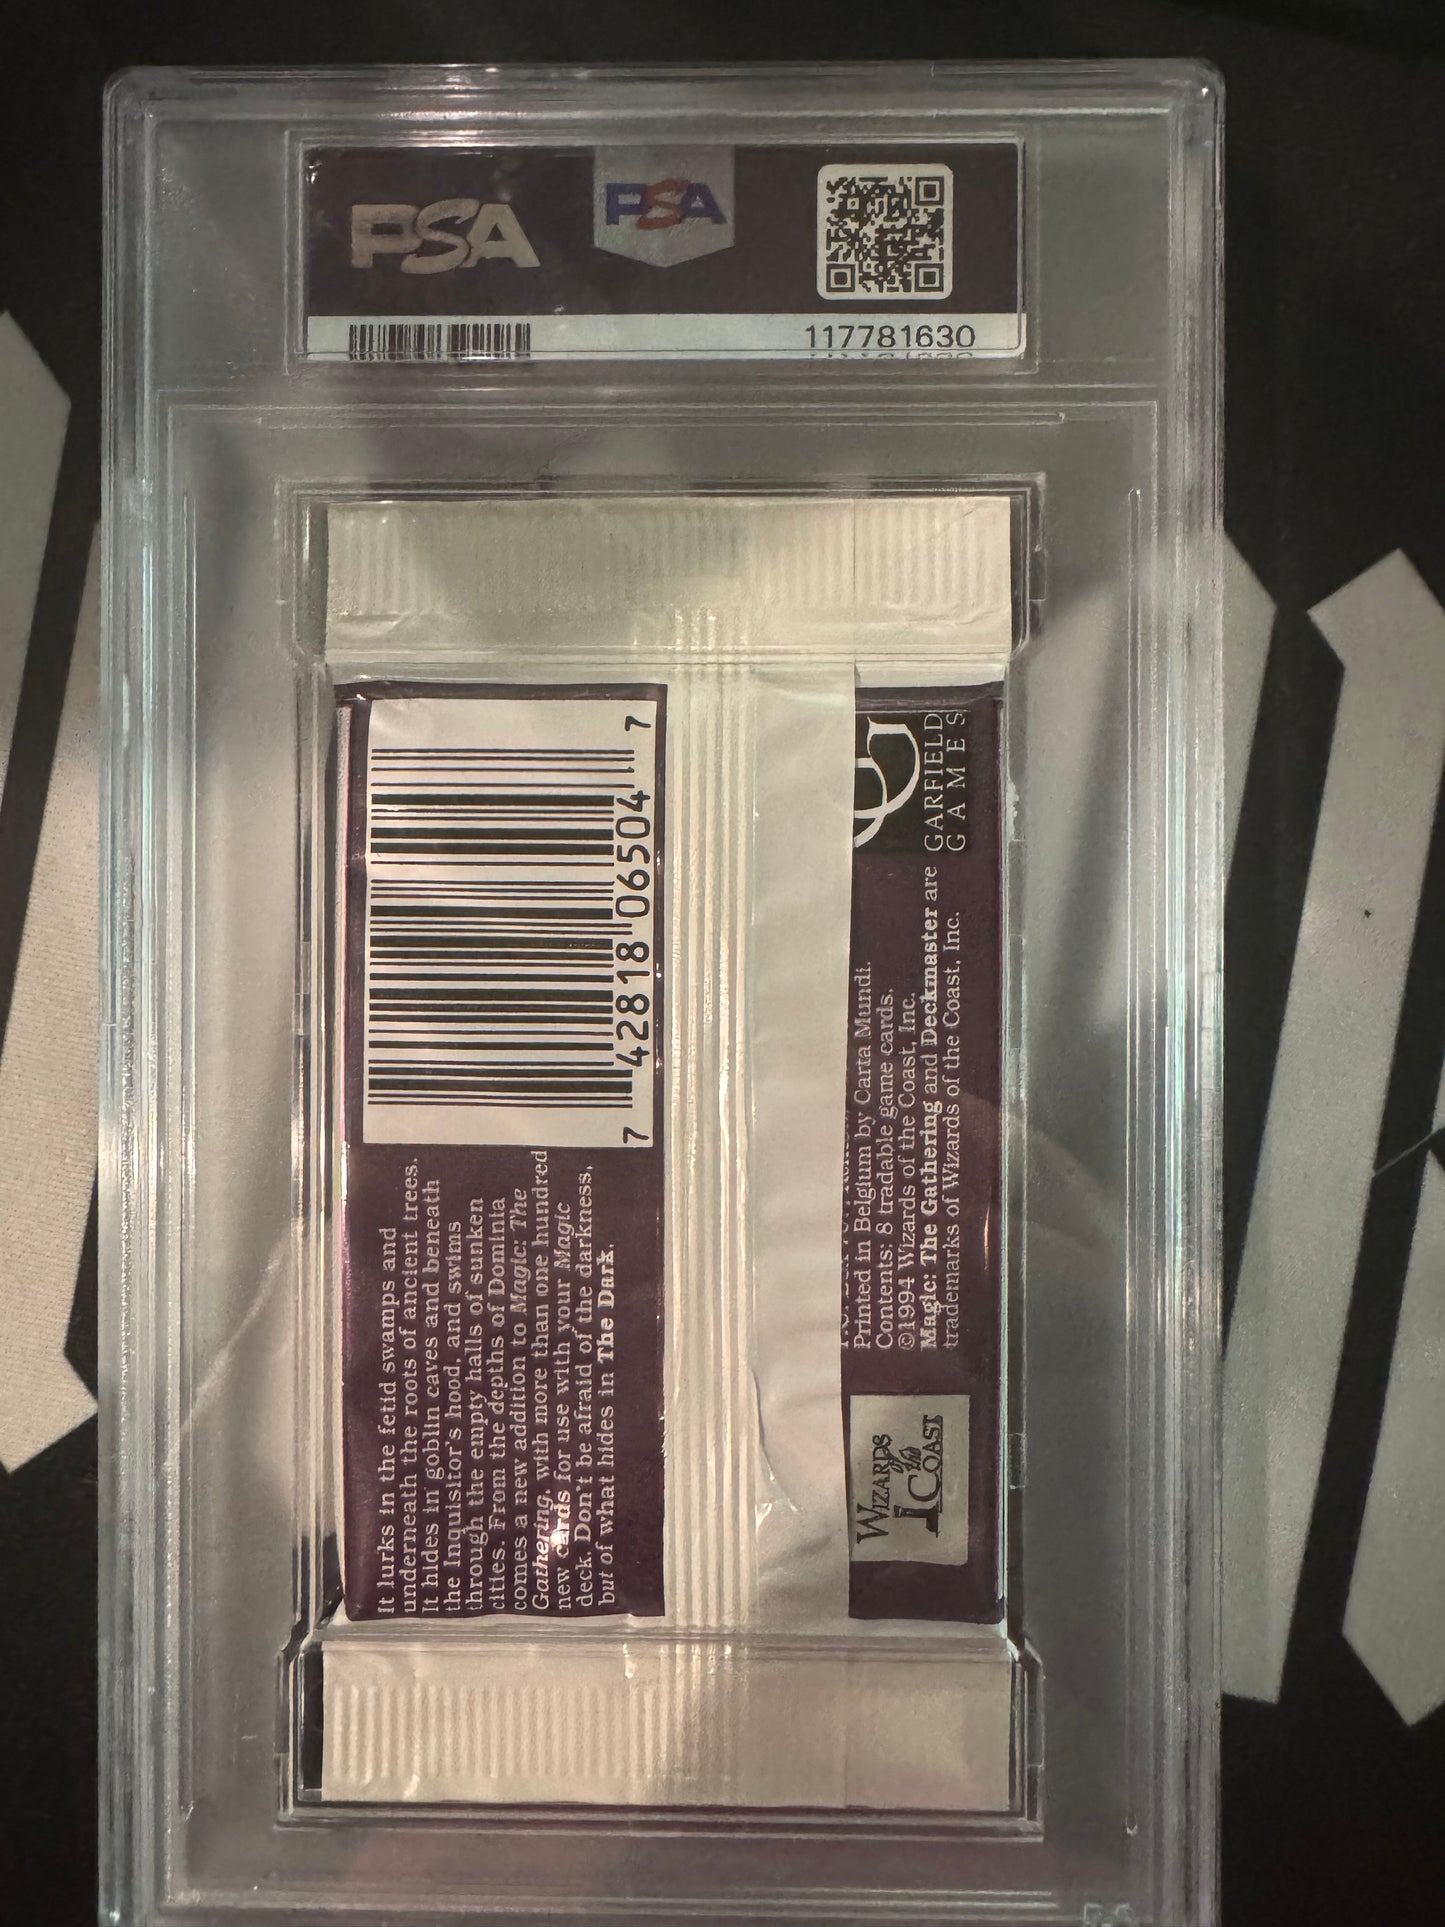 PSA
PSA
117781630
7 42818 06504 7
It lurks in the fetid swamps and
underneath the roots of ancient trees.
It hides in goblin caves and beneath
the Inquisitor's hood, and swims
through the empty halls of sunken
cities. From the depths of Dominia
comes a new addition to Magic: The
Gathering, with more than one hundred
new cards for use with your Magic
deck. Don't be afraid of the darkness,
but of what hides in The Dark.
GARFIELD
GAMES
Printed in Belgium by Carta Mundi.
Contents: 8 tradable game cards.
©1994 Wizards of the Coast, Inc.
Magic: The Gathering and Deckmaster are
trademarks of Wizards of the Coast, Inc.
WIZARDS
OF THE
COAST